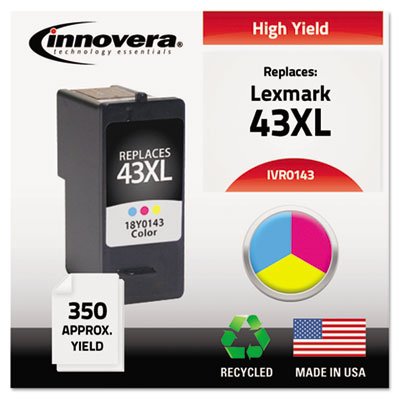 innovera®
technology essentials
High Yield
Replaces:
Lexmark
43XL
IVR0143
REPLACES
43XL
18Y0143
Color
350
APPROX.
YIELD
RECYCLED
MADE IN USA